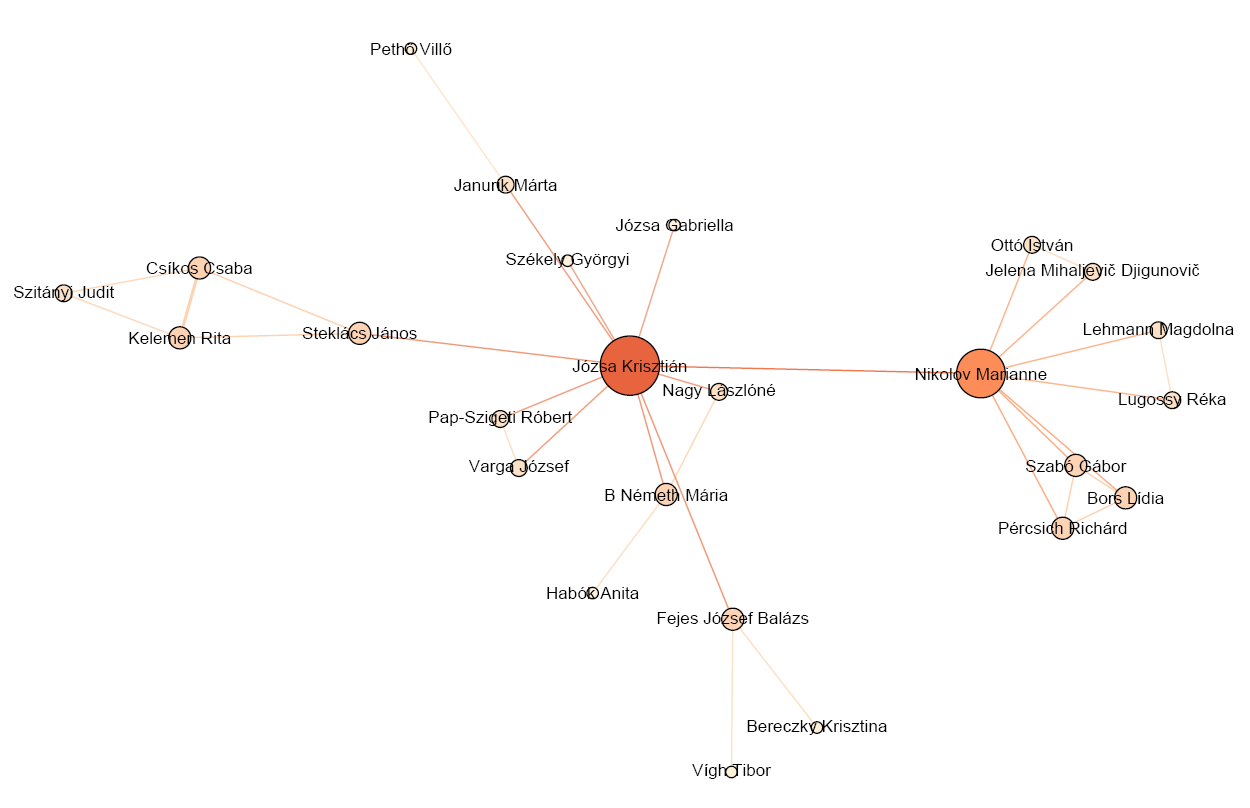 Pethő Villő
Janurik Márta
Józsa Gabriella
Székely Györgyi
Ottó István
Jelena Mihaljevič Djigunovič
Csíkos Csaba
Szitányi Judit
Kelemen Rita
Steklács János
Lehmann Magdolna
Józsa Krisztián
Nikolov Marianne
Nagy Lászlóné
Lugossy Réka
Pap-Szigeti Róbert
Varga József
Szabó Gábor
B Németh Mária
Bors Lídia
Pércsich Richárd
Habók Anita
Fejes József Balázs
Bereczky Krisztina
Vígh Tibor